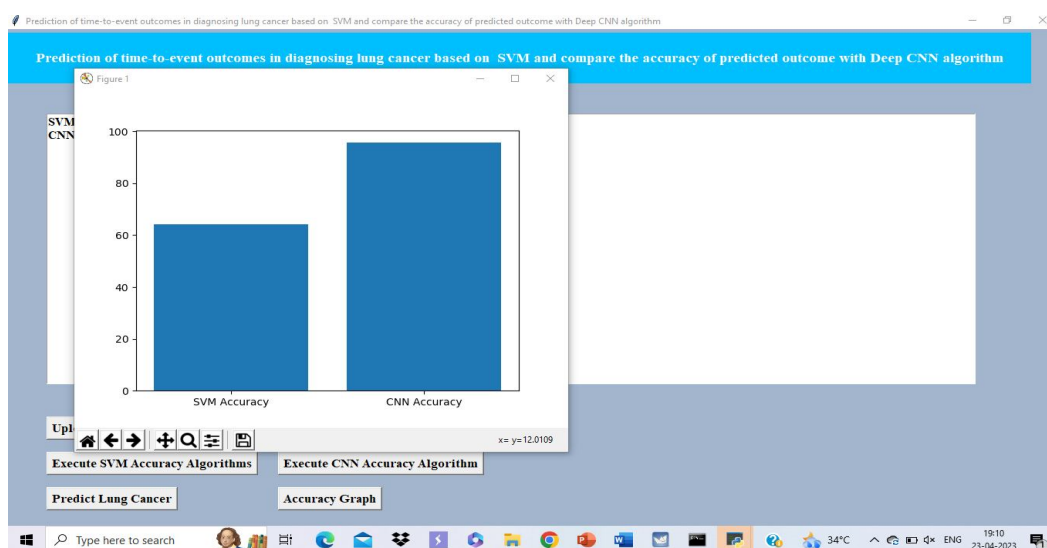 Prediction of time-to-event outcomes in diagnosing lung cancer based on SVM and compare the accuracy of predicted outcome with Deep CNN algorithm
Prediction of time-to-event outcomes in diagnosing lung cancer based on SVM and compare the accuracy of predicted outcome with Deep CNN algorithm
Figure 1
SVM
CNN
100
80
60
40
20
0
SVM Accuracy CNN Accuracy
x= y=12.0109
Upl
Execute SVM Accuracy Algorithms Execute CNN Accuracy Algorithm
Predict Lung Cancer Accuracy Graph
Type here to search 34°C ENG 19:10
23-04-2023